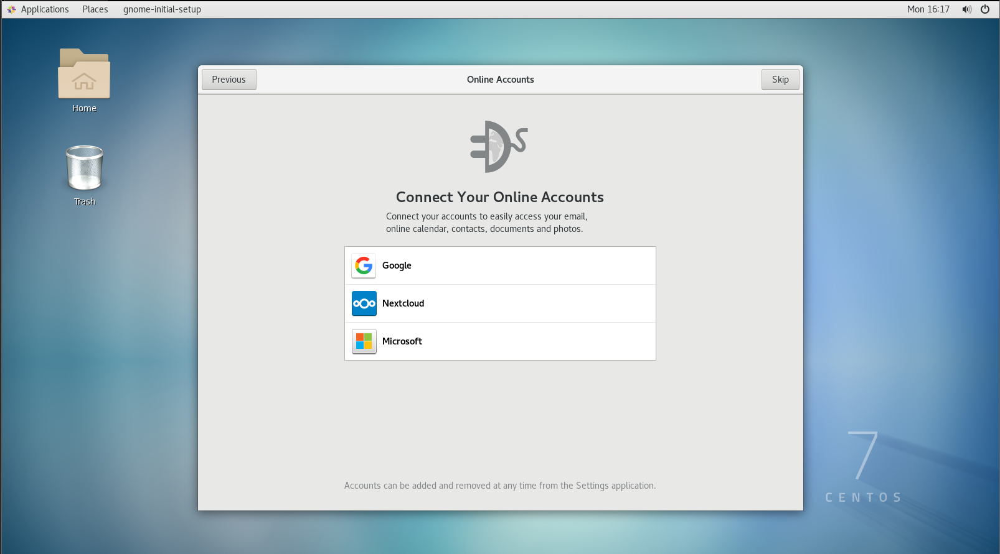 Applications Places gnome-initial-setup Mon 16:17
Home
Trash
Previous Online Accounts Skip
Connect Your Online Accounts
Connect your accounts to easily access your email,
online calendar, contacts, documents and photos.
Google
Nextcloud
Microsoft
Accounts can be added and removed at any time from the Settings application.
7
CENTOS